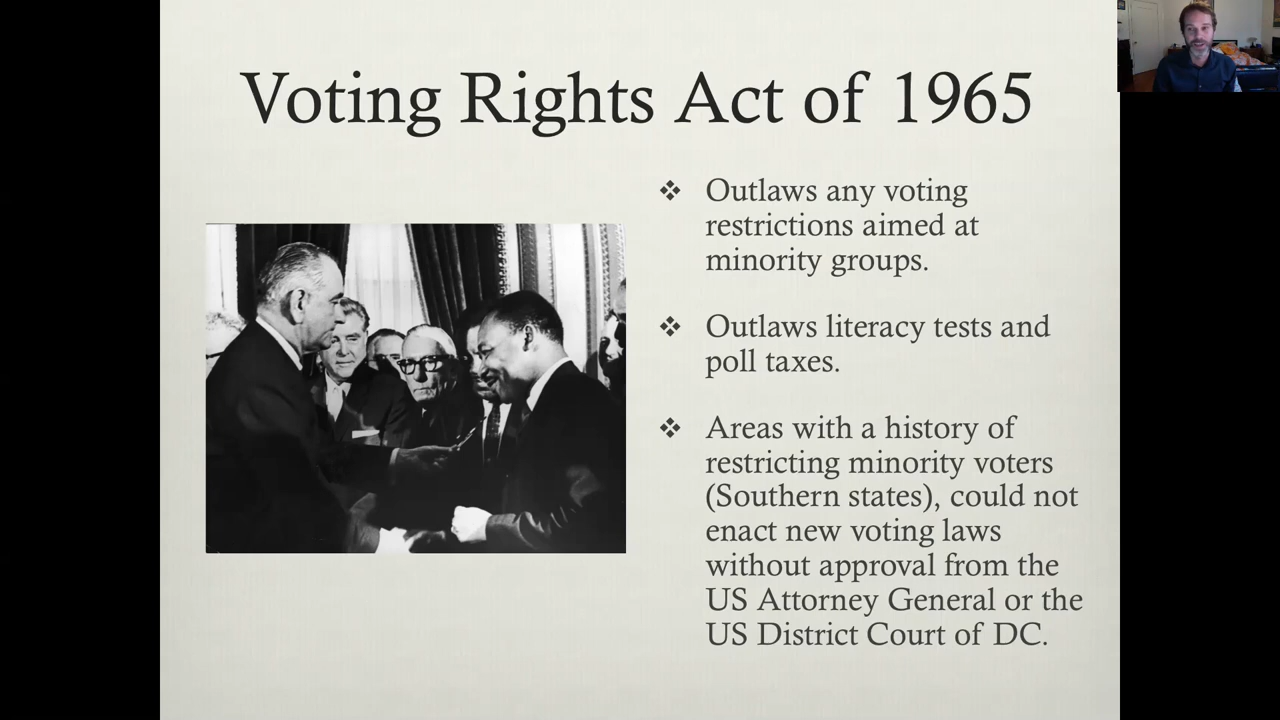 Voting Rights Act of 1965
❖ Outlaws any voting
restrictions aimed at
minority groups.
❖ Outlaws literacy tests and
poll taxes.
❖ Areas with a history of
restricting minority voters
(Southern states), could not
enact new voting laws
without approval from the
US Attorney General or the
US District Court of DC.